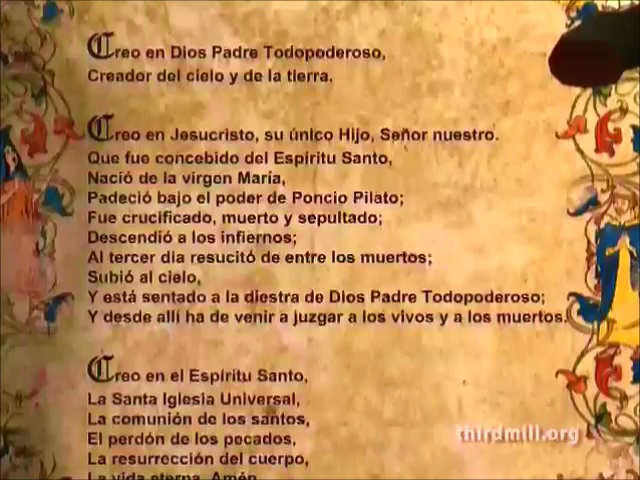 Creo en Dios Padre Todopoderoso,
Creador del cielo y de la tierra.
Creo en Jesucristo, su único Hijo, Señor nuestro.
Que fue concebido del Espíritu Santo,
Nació de la virgen María,
Padeció bajo el poder de Poncio Pilato;
Fue crucificado, muerto y sepultado;
Descendió a los infiernos;
Al tercer dia resucitó de entre los muertos;
Subió al cielo,
Y está sentado a la diestra de Dios Padre Todopoderoso;
Y desde allí ha de venir a juzgar a los vivos y a los muertos.
Creo en el Espíritu Santo,
La Santa Iglesia Universal,
La comunión de los santos,
El perdón de los pecados,
La resurrección del cuerpo,
La vida eterna. Amén
thirdmill.org